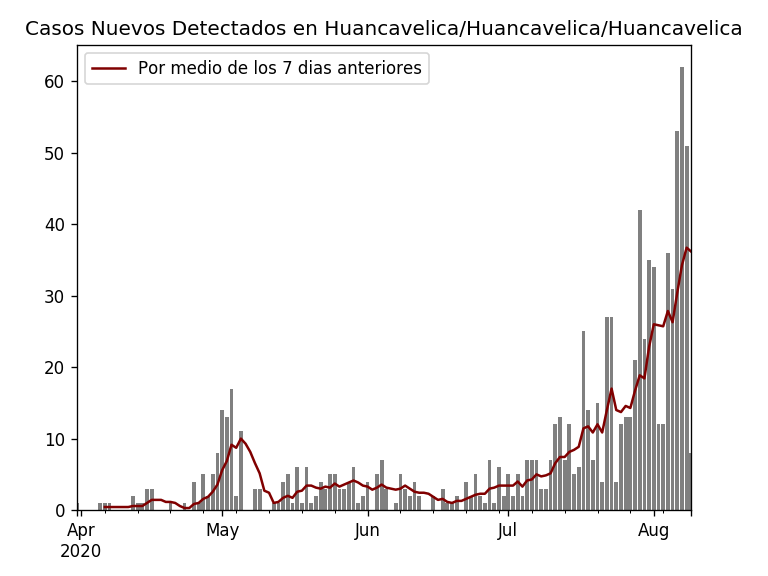 Casos Nuevos Detectados en Huancavelica/Huancavelica/Huancavelica
Por medio de los 7 dias anteriores
60
50
40
30
20
10
0
Apr May Jun Jul Aug
2020